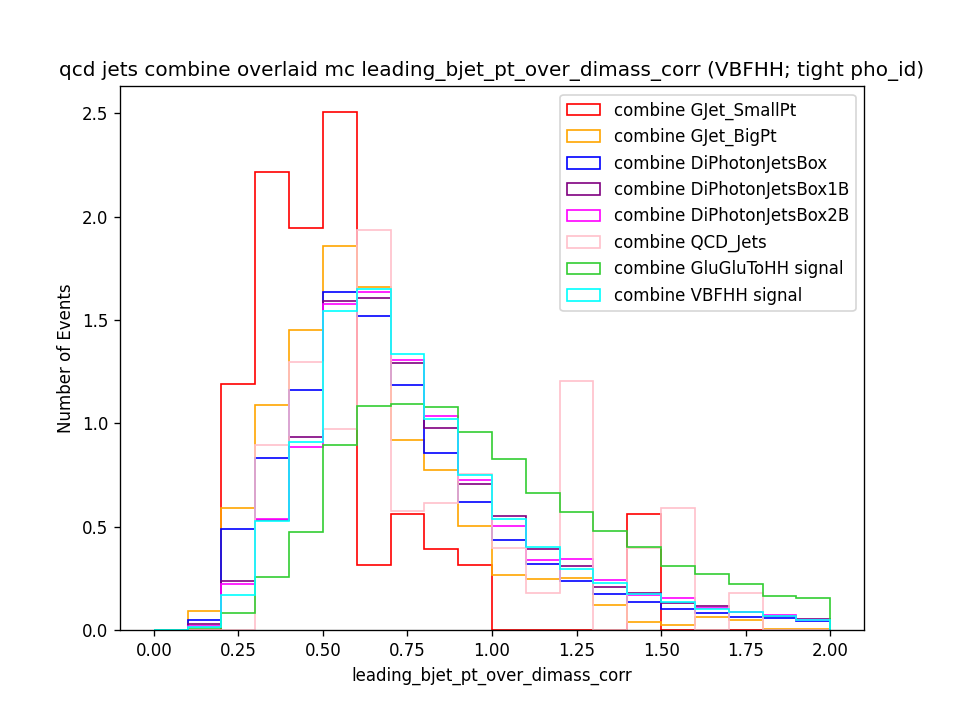 qcd jets combine overlaid mc leading_bjet_pt_over_dimass_corr (VBFHH; tight pho_id)
combine GJet_SmallPt
combine GJet_BigPt
combine DiPhotonJetsBox
combine DiPhotonJetsBox1B
combine DiPhotonJetsBox2B
combine QCD_Jets
combine GluGluToHH signal
combine VBFHH signal
Number of Events
2.5
2.0
1.5
1.0
0.5
0.0
0.00 0.25 0.50 0.75 1.00 1.25 1.50 1.75 2.00
leading_bjet_pt_over_dimass_corr